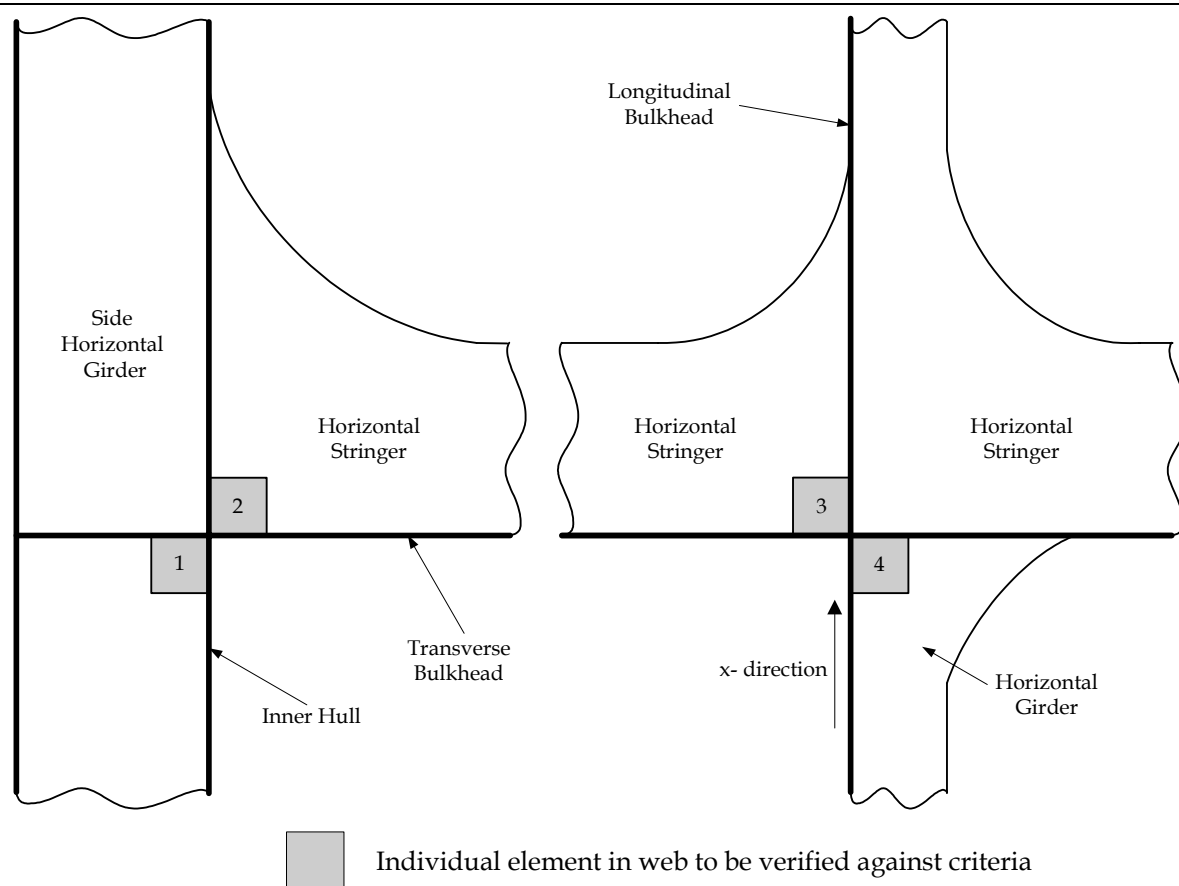 Longitudinal
Bulkhead
Side
Horizontal
Girder
Horizontal
Stringer
Horizontal
Stringer
Horizontal
Stringer
2
3
1
4
Transverse
Bulkhead
x- direction
Inner Hull
Horizontal
Girder
Individual element in web to be verified against criteria